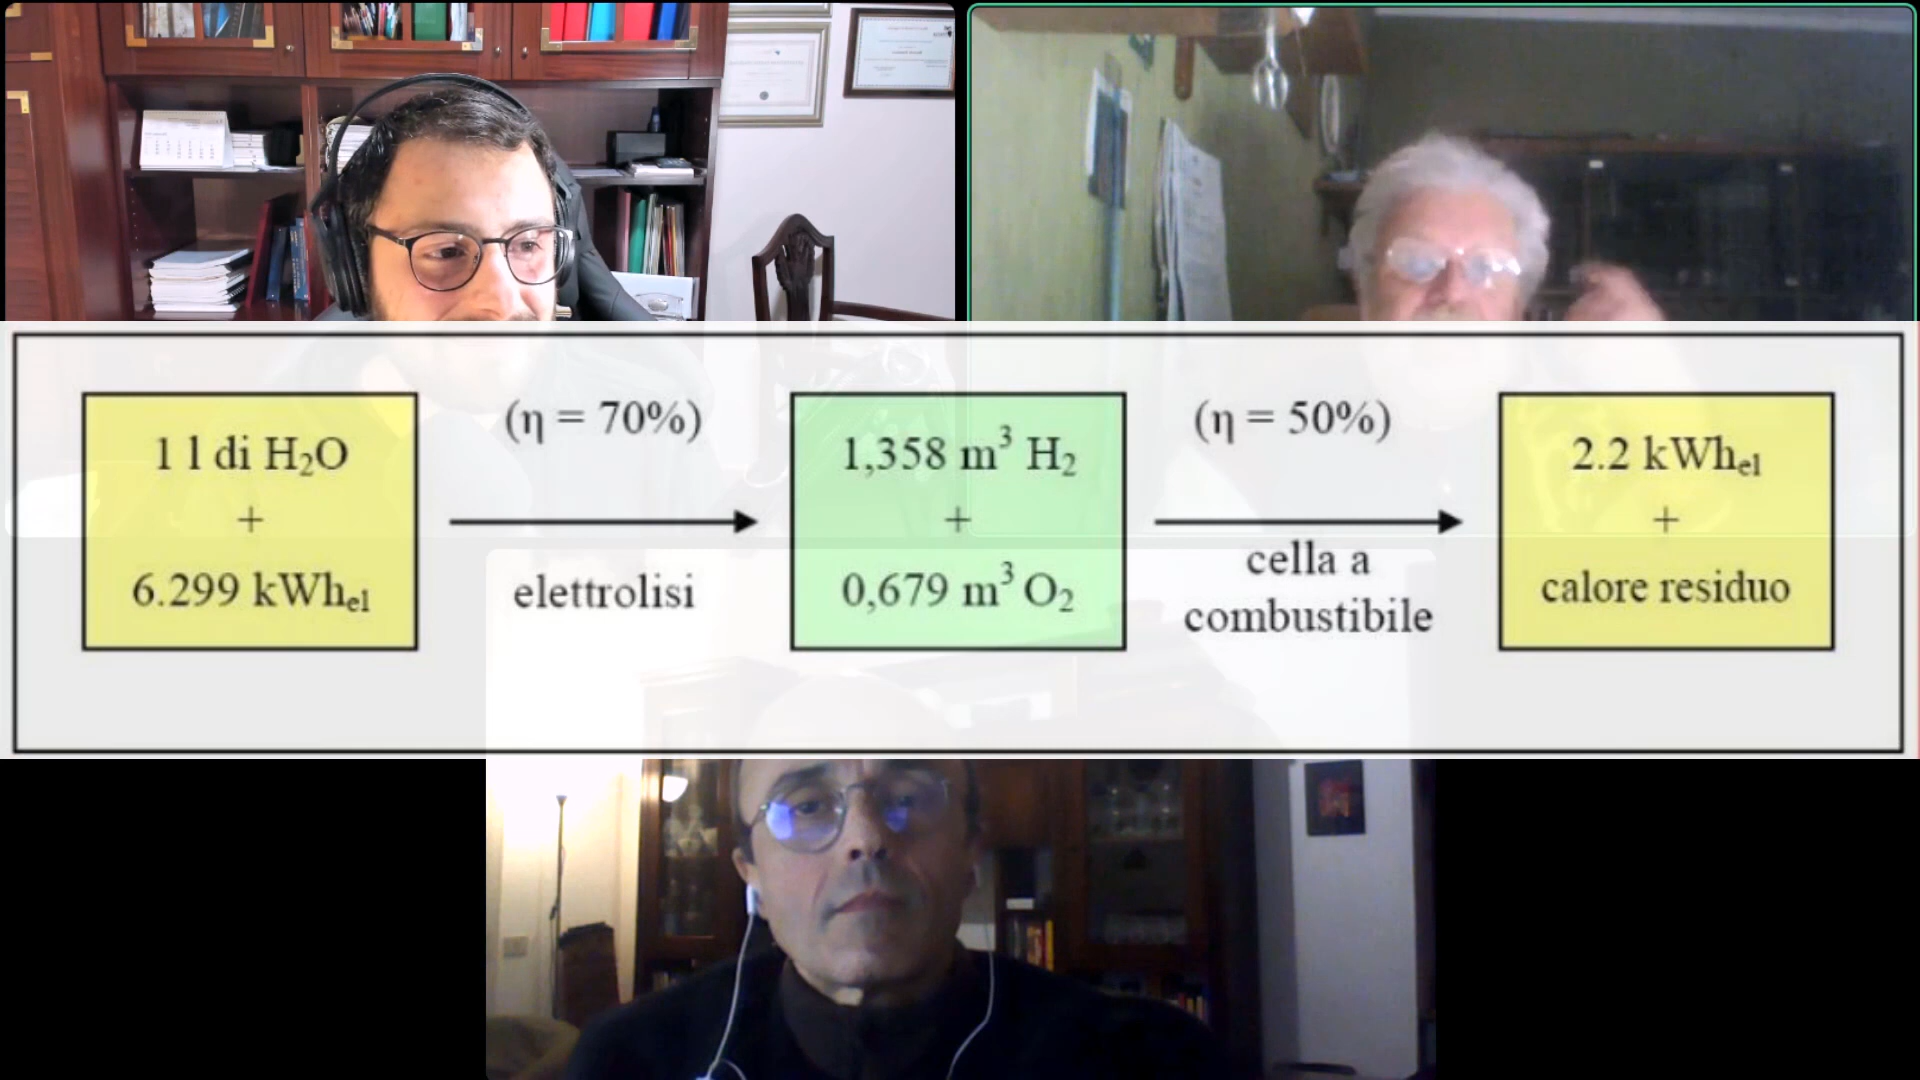 1 l di H₂O
+
6.299 kWhₑₗ
(η = 70%)
elettrolisi
1,358 m³ H₂
+
0,679 m³ O₂
(η = 50%)
cella a
combustibile
2.2 kWhₑₗ
+
calore residuo